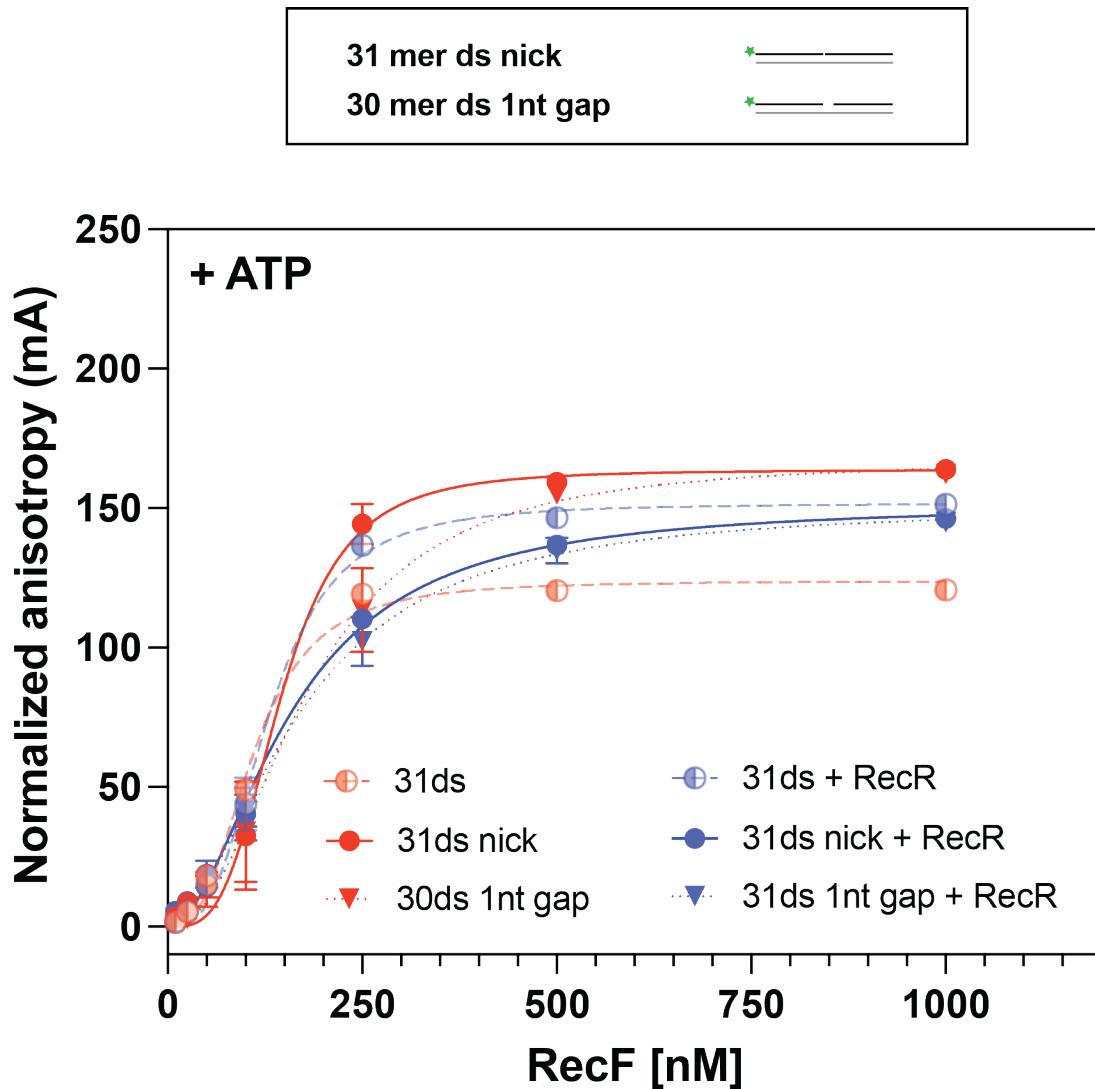 31 mer ds nick
30 mer ds 1nt gap
+ ATP
Normalized anisotropy (mA)
250
200
150
100
50
0
31ds
31ds + RecR
31ds nick
31ds nick + RecR
30ds 1nt gap
31ds 1nt gap + RecR
0
250
500
750
1000
RecF [nM]